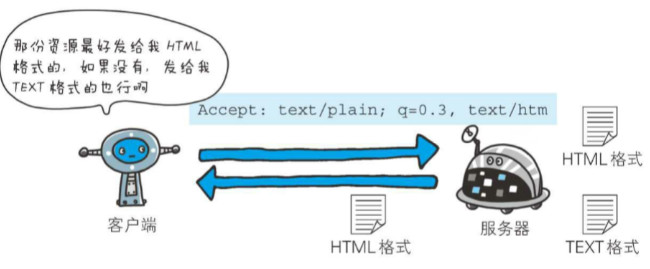 那份资源最好发给我 HTML
格式的，如果没有，发给我
TEXT 格式的也行啊
Accept: text/plain; q=0.3, text/htm
HTML 格式
客户端
服务器
HTML 格式
TEXT 格式